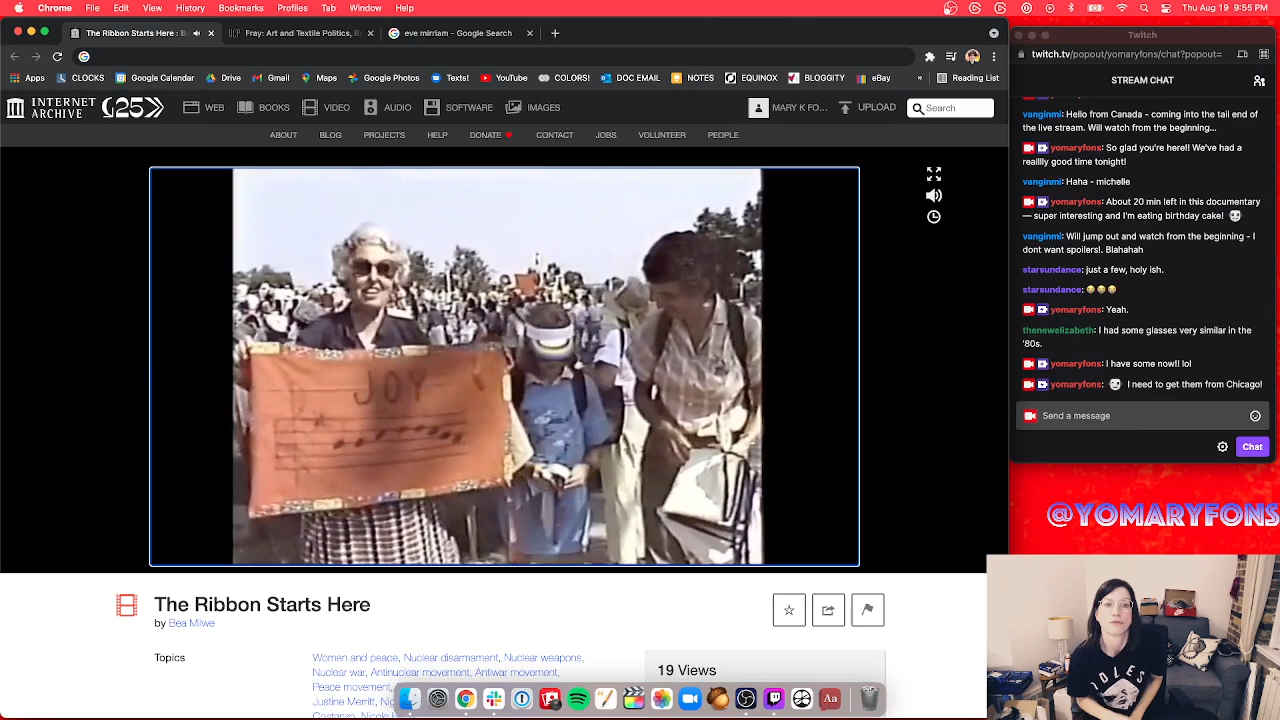 Chrome File Edit View History Bookmarks Profiles Tab Window Help
Thu Aug 19 9:55 PM
The Ribbon Starts Here : B
Fray: Art and Textile Politics, B
eve mirriam - Google Search
Apps CLOCKS Google Calendar Drive Gmail Maps Google Photos Texts! YouTube COLORS! DOC EMAIL NOTES EQUINOX BLOGGITY eBay » Reading List
INTERNET ARCHIVE 25 WEB BOOKS VIDEO AUDIO SOFTWARE IMAGES MARY K FO... UPLOAD Search
ABOUT BLOG PROJECTS HELP DONATE CONTACT JOBS VOLUNTEER PEOPLE
The Ribbon Starts Here
by Bea Milwe
Topics
Women and peace, Nuclear disarmament, Nuclear weapons,
Nuclear war, Antinuclear movement, Antiwar movement,
Peace movement,
Justine Merritt,
19 Views
Twitch
twitch.tv/popout/yomaryfons/chat?popout=
STREAM CHAT
vanginmi: Hello from Canada - coming into the tail end of
the live stream. Will watch from the beginning...
yomaryfons: So glad you're here!! We've had a
realllly good time tonight!
vanginmi: Haha - michelle
yomaryfons: About 20 min left in this documentary
— super interesting and I'm eating birthday cake!
vanginmi: Will jump out and watch from the beginning - I
dont want spoilers!. Blahahah
starsundance: just a few, holy ish.
starsundance: 😂😂😂
yomaryfons: Yeah.
thenewelizabeth: I had some glasses very similar in the
'80s.
yomaryfons: I have some now!! lol
yomaryfons: I need to get them from Chicago!
Send a message
Chat
@YOMARYFONS
Aa